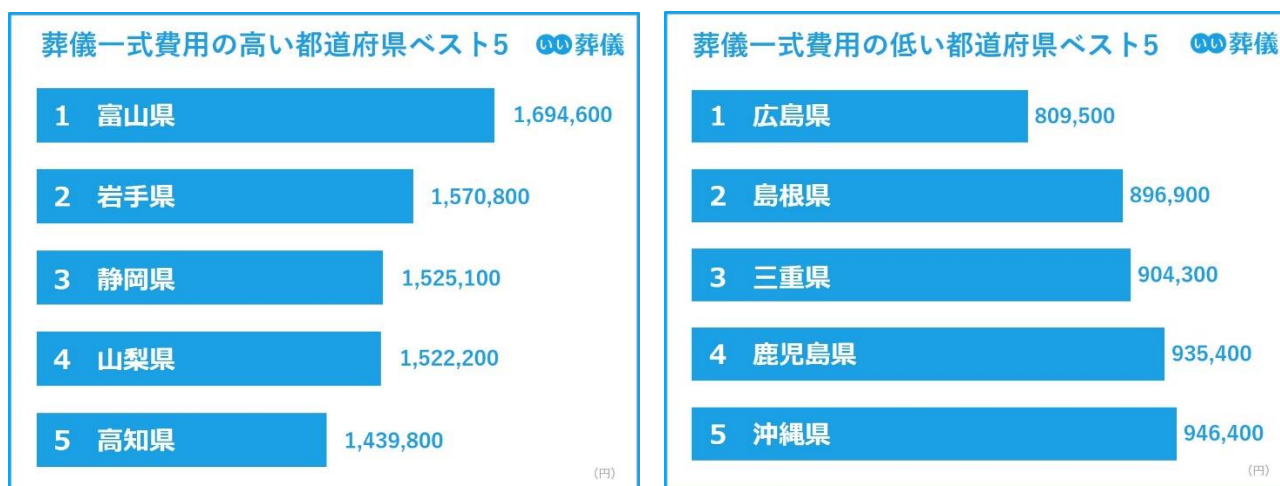 葬儀一式費用の高い都道府県ベスト5 いい葬儀
1 富山県 1,694,600
2 岩手県 1,570,800
3 静岡県 1,525,100
4 山梨県 1,522,200
5 高知県 1,439,800
(円)
葬儀一式費用の低い都道府県ベスト5 いい葬儀
1 広島県 809,500
2 島根県 896,900
3 三重県 904,300
4 鹿児島県 935,400
5 沖縄県 946,400
(円)